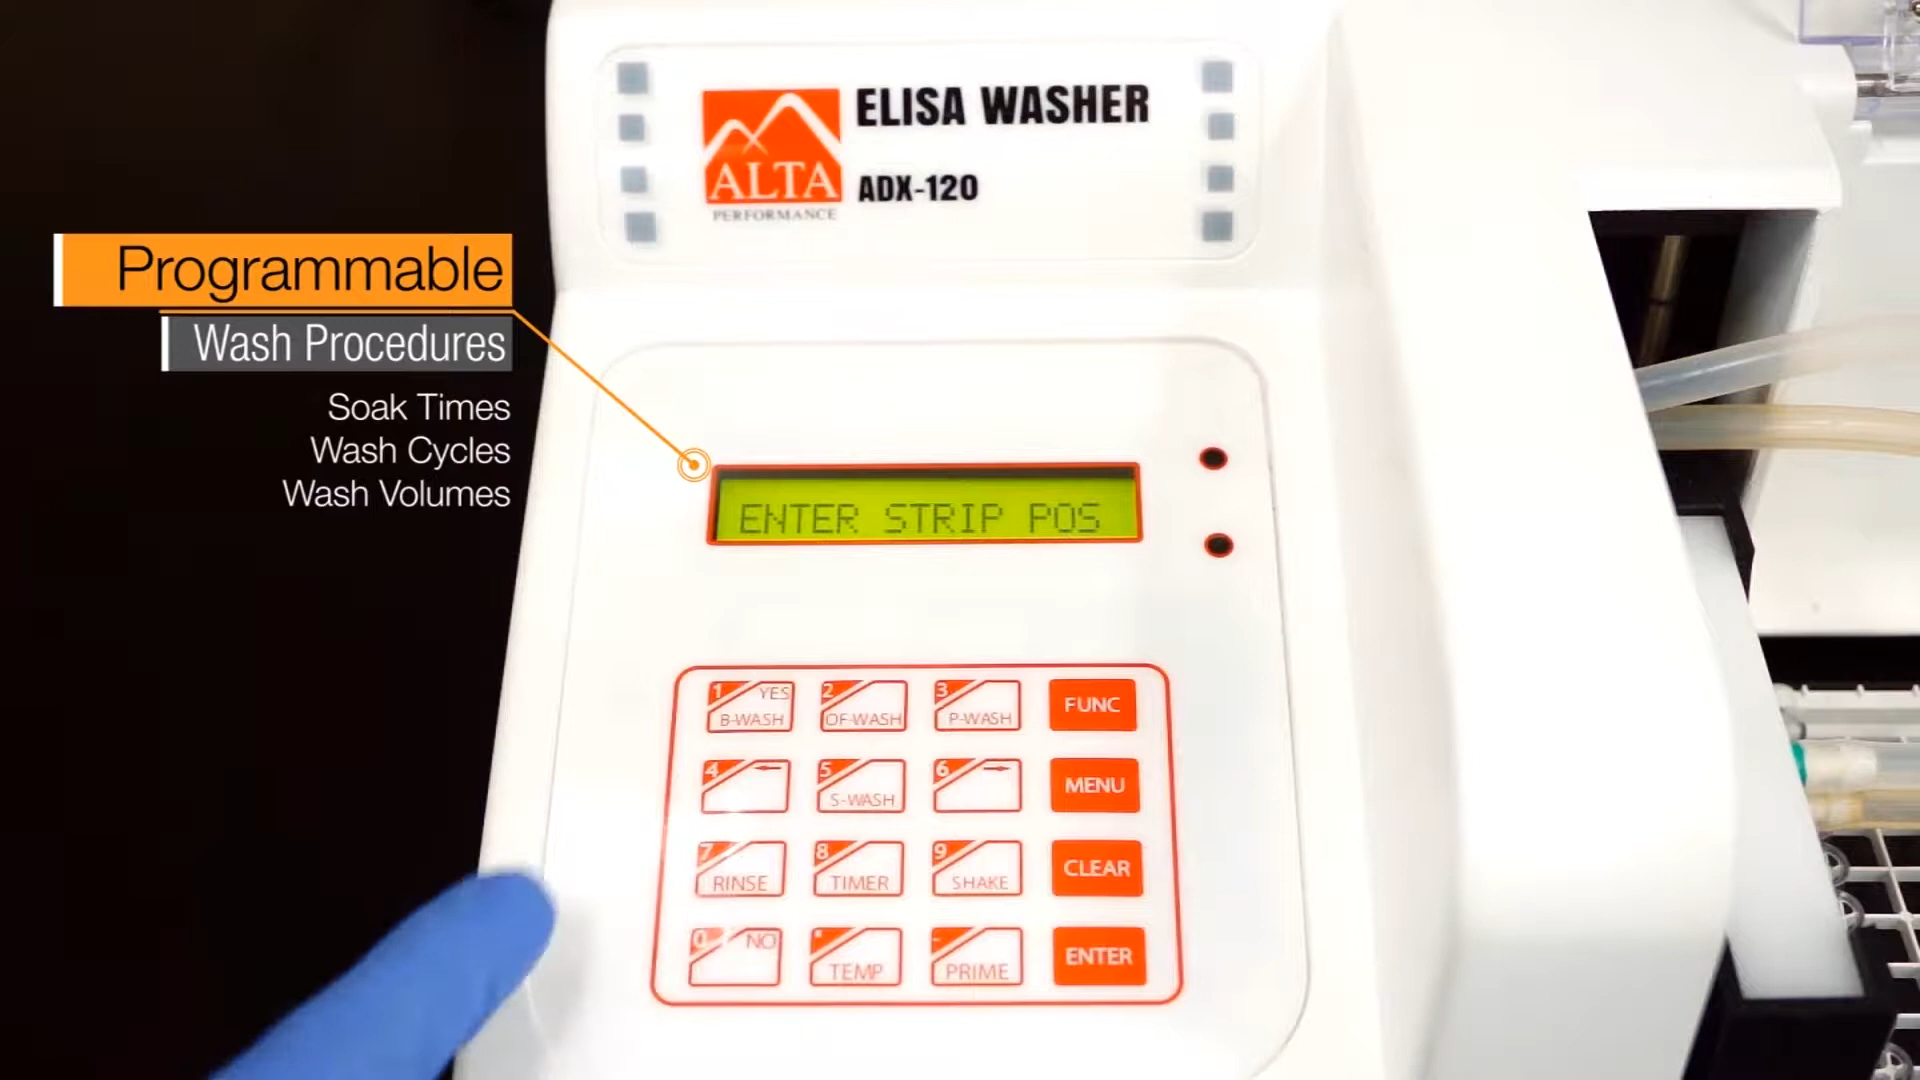 ELISA WASHER
ALTA
PERFORMANCE
ADX-120
Programmable
Wash Procedures
Soak Times
Wash Cycles
Wash Volumes
ENTER STRIP POS
1 YES B-WASH
2 OF-WASH
3 P-WASH
FUNC
4 ←
5 S-WASH
6 →
MENU
7 RINSE
8 TIMER
9 SHAKE
CLEAR
0 NO
. TEMP
- PRIME
ENTER